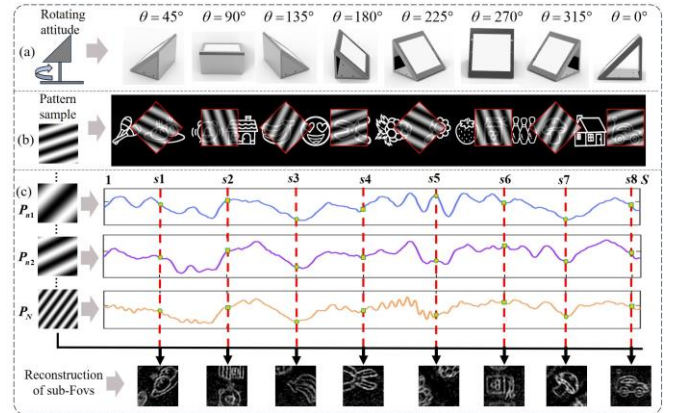 Rotating
attitude
θ = 45° θ = 90° θ = 135° θ = 180° θ = 225° θ = 270° θ = 315° θ = 0°
(a)
Pattern
sample
(b)
(c) 1 s1 s2 s3 s4 s5 s6 s7 s8 S
Pn1
Pn2
PN
Reconstruction
of sub-Fovs